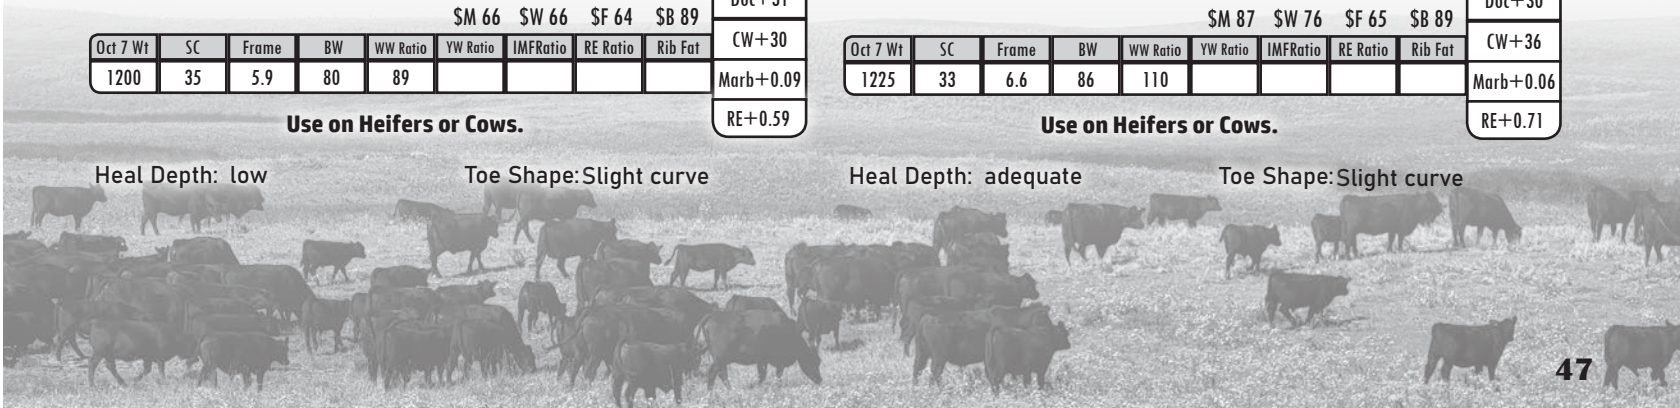 $M 66 $W 66 $F 64 $B 89
Oct 7 Wt SC Frame BW WW Ratio YW Ratio IMFRatio RE Ratio Rib Fat
1200 35 5.9 80 89
CW+30
Marb+0.09
RE+0.59
Use on Heifers or Cows.
Heal Depth: low Toe Shape: Slight curve
$M 87 $W 76 $F 65 $B 89
Oct 7 Wt SC Frame BW WW Ratio YW Ratio IMFRatio RE Ratio Rib Fat
1225 33 6.6 86 110
CW+36
Marb+0.06
RE+0.71
Use on Heifers or Cows.
Heal Depth: adequate Toe Shape: Slight curve
47